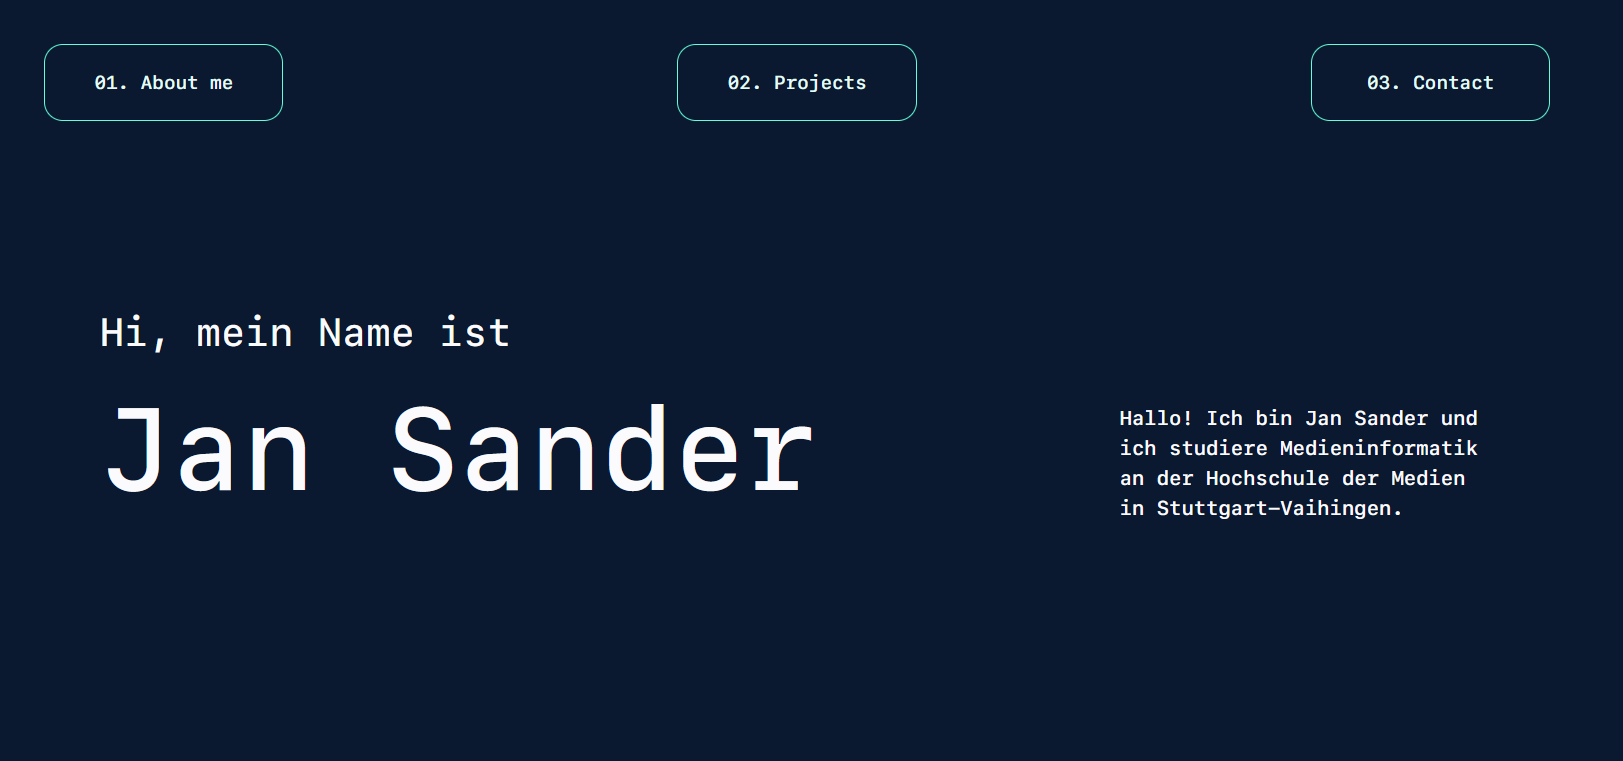 01. About me
02. Projects
03. Contact
Hi, mein Name ist
Jan Sander
Hallo! Ich bin Jan Sander und
ich studiere Medieninformatik
an der Hochschule der Medien
in Stuttgart-Vaihingen.